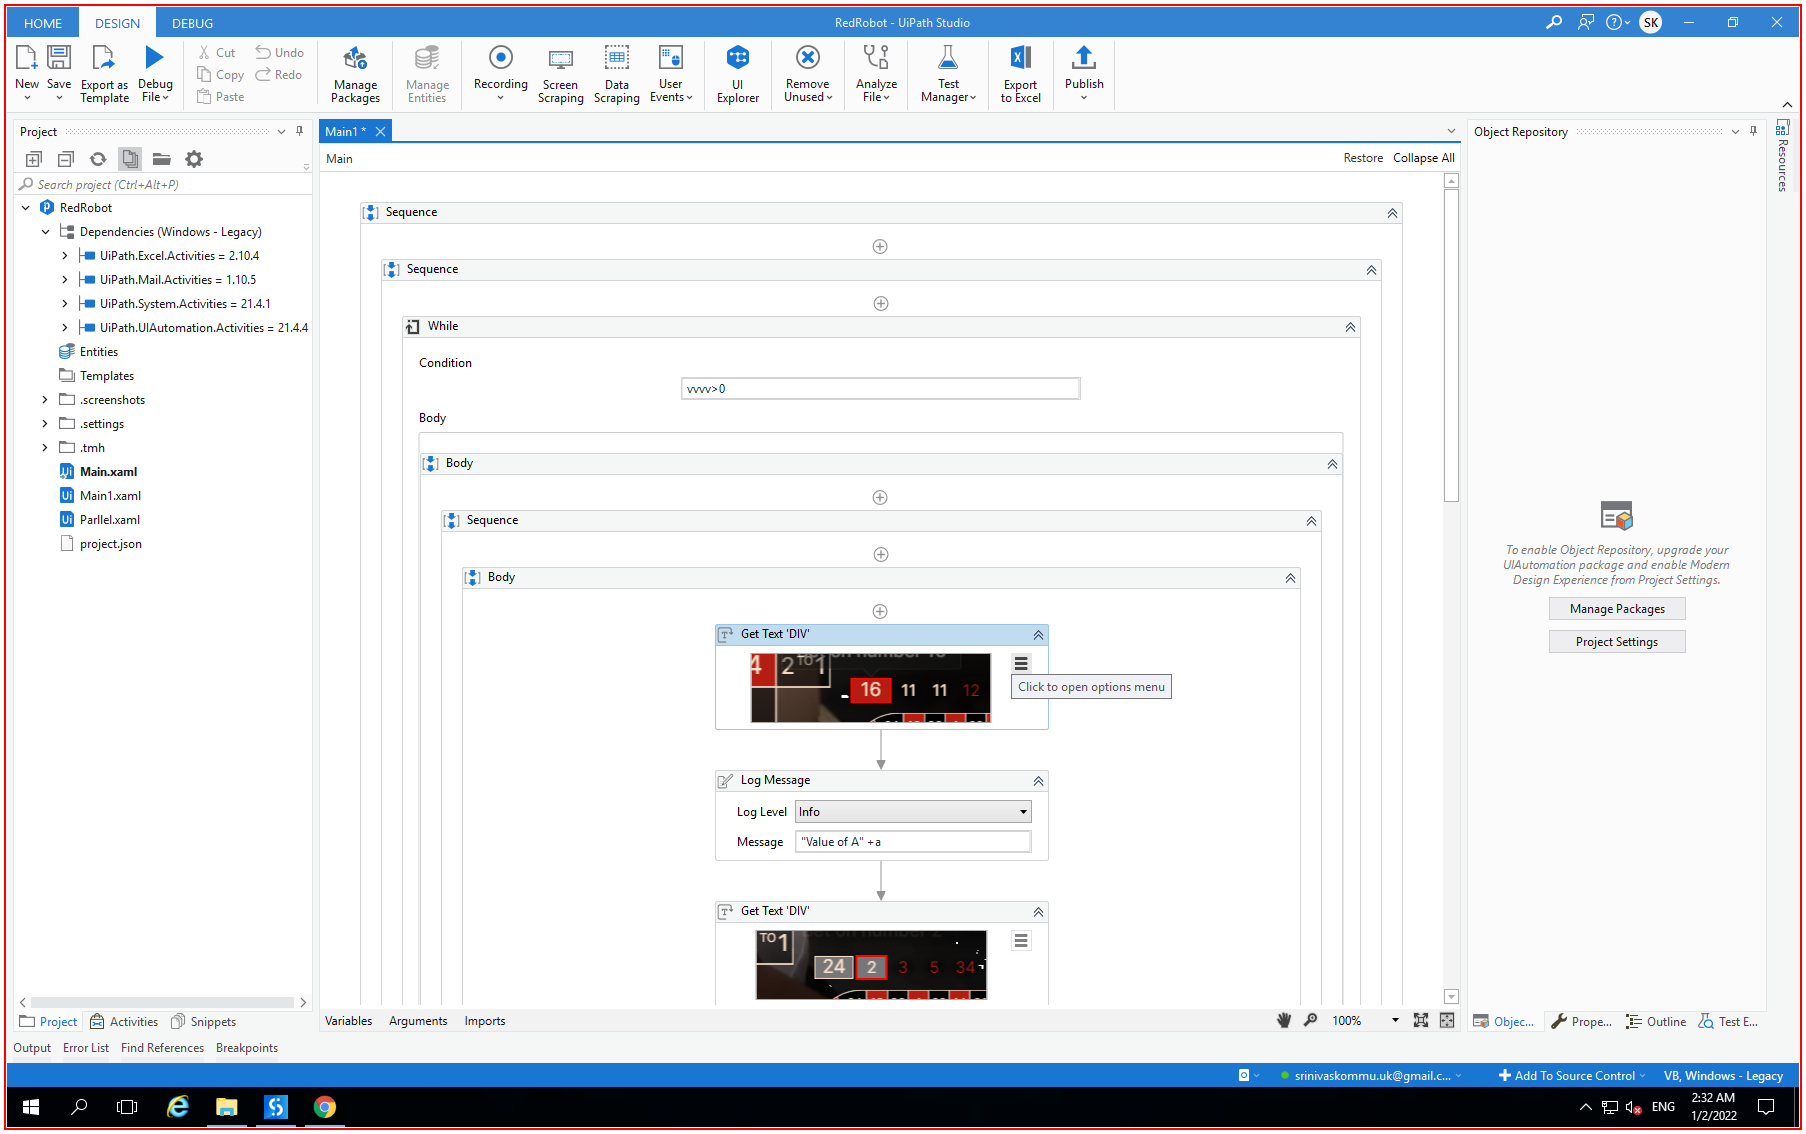 HOME DESIGN DEBUG RedRobot - UiPath Studio SK
New Save Export as Template Debug File Cut Copy Paste Undo Redo Manage Packages Manage Entities Recording Screen Scraping Data Scraping User Events UI Explorer Remove Unused Analyze File Test Manager Export to Excel Publish
Project
Search project (Ctrl+Alt+P)
RedRobot
Dependencies (Windows - Legacy)
UiPath.Excel.Activities = 2.10.4
UiPath.Mail.Activities = 1.10.5
UiPath.System.Activities = 21.4.1
UiPath.UIAutomation.Activities = 21.4.4
Entities
Templates
.screenshots
.settings
.tmh
Main.xaml
Main1.xaml
Parllel.xaml
project.json
Project Activities Snippets
Main1 *
Main Restore Collapse All
Sequence
Sequence
While
Condition
vvvv>0
Body
Body
Sequence
Body
Get Text 'DIV'
4 2 TO 1
16 11 11 12
Click to open options menu
Log Message
Log Level Info
Message "Value of A" +a
Get Text 'DIV'
TO 1
24 2 3 5 34
Variables Arguments Imports 100%
Object Repository
Resources
To enable Object Repository, upgrade your
UIAutomation package and enable Modern
Design Experience from Project Settings.
Manage Packages
Project Settings
Objec... Prope... Outline Test E...
Output Error List Find References Breakpoints
srinivaskommu.uk@gmail.c... Add To Source Control VB, Windows - Legacy
ENG 2:32 AM
1/2/2022